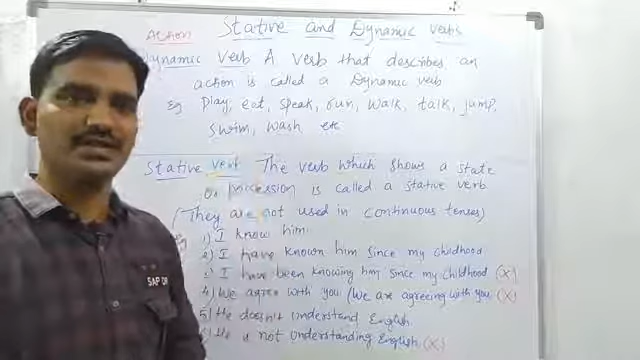 Action Stative and Dynamic verbs
Dynamic Verb A verb that describes, an
action is called a Dynamic verb
Eg Play, eat, speak, run, walk, talk, jump,
swim, wash etc
Stative verb The verb which shows a state
or is called a stative verb.
(They are not used in continuous tenses)
1) I know him.
2) I have known him since my childhood
I have been knowing him since my childhood (X)
4) We agree with you (We are agreeing with you (X)
5) He doesn't understand English.
He is not understanding English. (X)